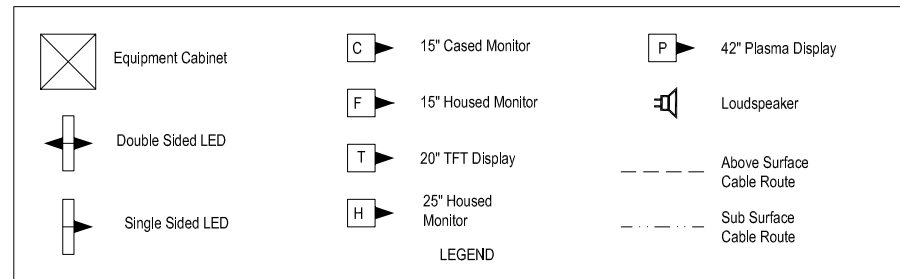 Equipment Cabinet
Double Sided LED
Single Sided LED
C
15" Cased Monitor
F
15" Housed Monitor
T
20" TFT Display
H
25" Housed
Monitor
LEGEND
P
42" Plasma Display
Loudspeaker
Above Surface
Cable Route
Sub Surface
Cable Route